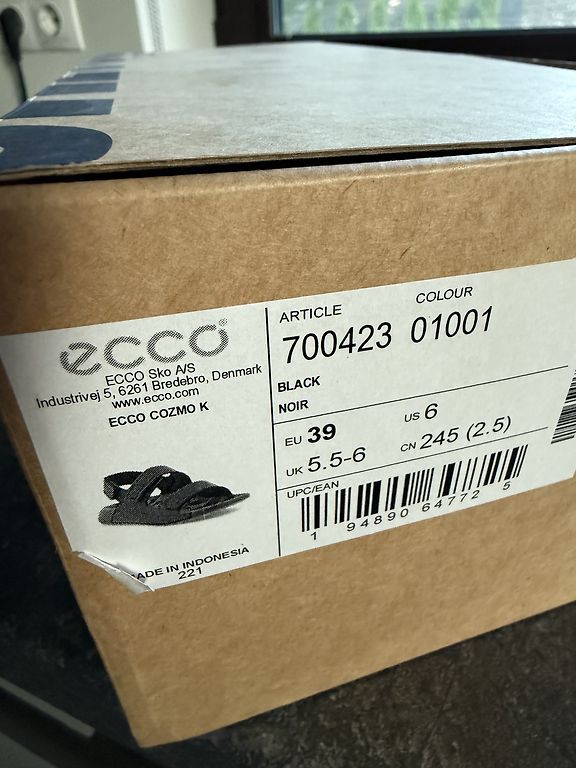 ecco®
ECCO Sko A/S
Industrivej 5, 6261 Bredebro, Denmark
www.ecco.com
ECCO COZMO K
MADE IN INDONESIA
221
ARTICLE COLOUR
700423 01001
BLACK
NOIR
EU 39 US 6
UK 5.5-6 CN 245 (2.5)
UPC/EAN
1 94890 64772 5